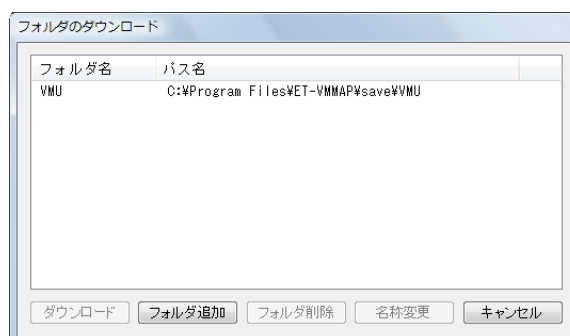 フォルダのダウンロード
フォルダ名 パス名
VMU C:¥Program Files¥ET-VMMAP¥save¥VMU
ダウンロード フォルダ追加 フォルダ削除 名称変更 キャンセル